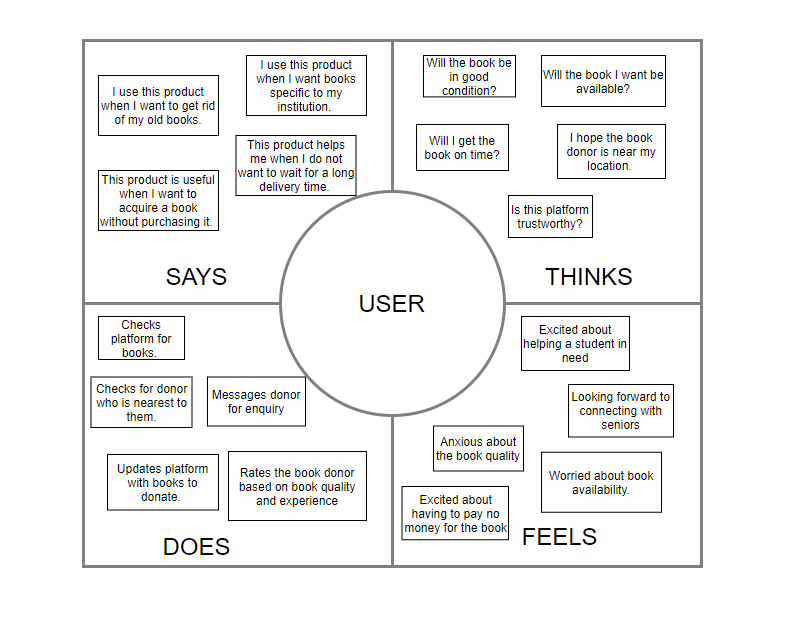 I use this product
when I want to get rid
of my old books.
I use this product
when I want books
specific to my
institution.
This product is useful
when I want to
acquire a book
without purchasing it.
This product helps
me when I do not
want to wait for a long
delivery time.
SAYS
Will the book be
in good
condition?
Will the book I want be
available?
Will I get the
book on time?
I hope the book
donor is near my
location.
Is this platform
trustworthy?
THINKS
USER
Checks
platform for
books.
Checks for donor
who is nearest to
them.
Messages donor
for enquiry
Updates platform
with books to
donate.
Rates the book donor
based on book quality
and experience
DOES
Excited about
helping a student in
need
Looking forward to
connecting with
seniors
Anxious about
the book quality
Worried about book
availability.
Excited about
having to pay no
money for the book
FEELS